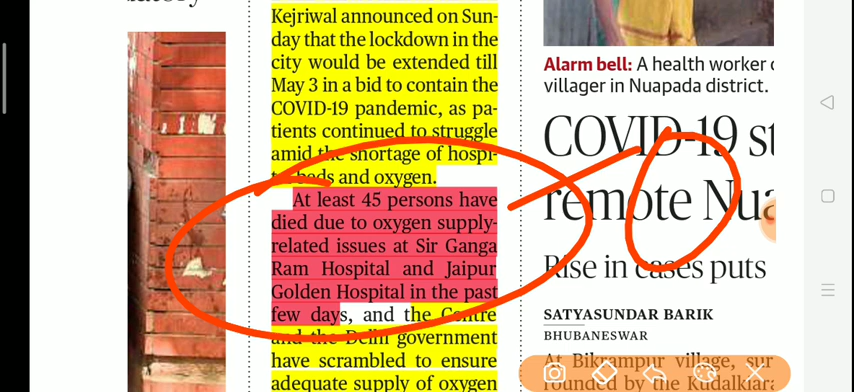 Kejriwal announced on Sun-
day that the lockdown in the
city would be extended till
May 3 in a bid to contain the
COVID-19 pandemic, as pa-
tients continued to struggle
amid the shortage of hospi-
tal beds and oxygen.
At least 45 persons have
died due to oxygen supply-
related issues at Sir Ganga
Ram Hospital and Jaipur
Golden Hospital in the past
few days, and the Centre
and the Delhi government
have scrambled to ensure
adequate supply of oxygen
Alarm bell: A health worker
villager in Nuapada district.
COVID-19 st
remote Nua
Rise in cases puts
SATYASUNDAR BARIK
BHUBANESWAR
At Bikrampur village, sur
founded by the Kudalkiari